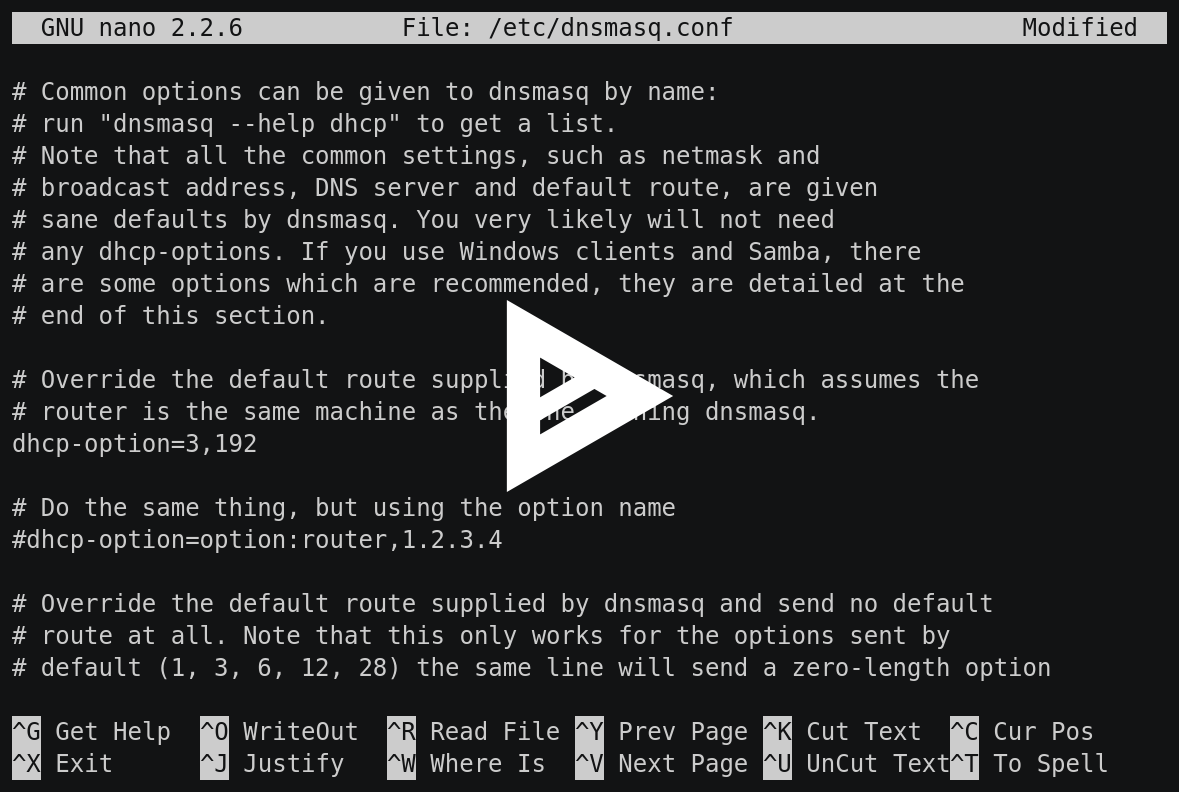 GNU nano 2.2.6 File: /etc/dnsmasq.conf Modified
# Common options can be given to dnsmasq by name:
# run "dnsmasq --help dhcp" to get a list.
# Note that all the common settings, such as netmask and
# broadcast address, DNS server and default route, are given
# sane defaults by dnsmasq. You very likely will not need
# any dhcp-options. If you use Windows clients and Samba, there
# are some options which are recommended, they are detailed at the
# end of this section.
# Override the default route which assumes the
# router is the same machine as dnsmasq.
dhcp-option=3,192
# Do the same thing, but using the option name
#dhcp-option=option:router,1.2.3.4
# Override the default route supplied by dnsmasq and send no default
# route at all. Note that this only works for the options sent by
# default (1, 3, 6, 12, 28) the same line will send a zero-length option
^G Get Help ^O WriteOut ^R Read File ^Y Prev Page ^K Cut Text ^C Cur Pos
^X Exit ^J Justify ^W Where Is ^V Next Page ^U UnCut Text ^T To Spell